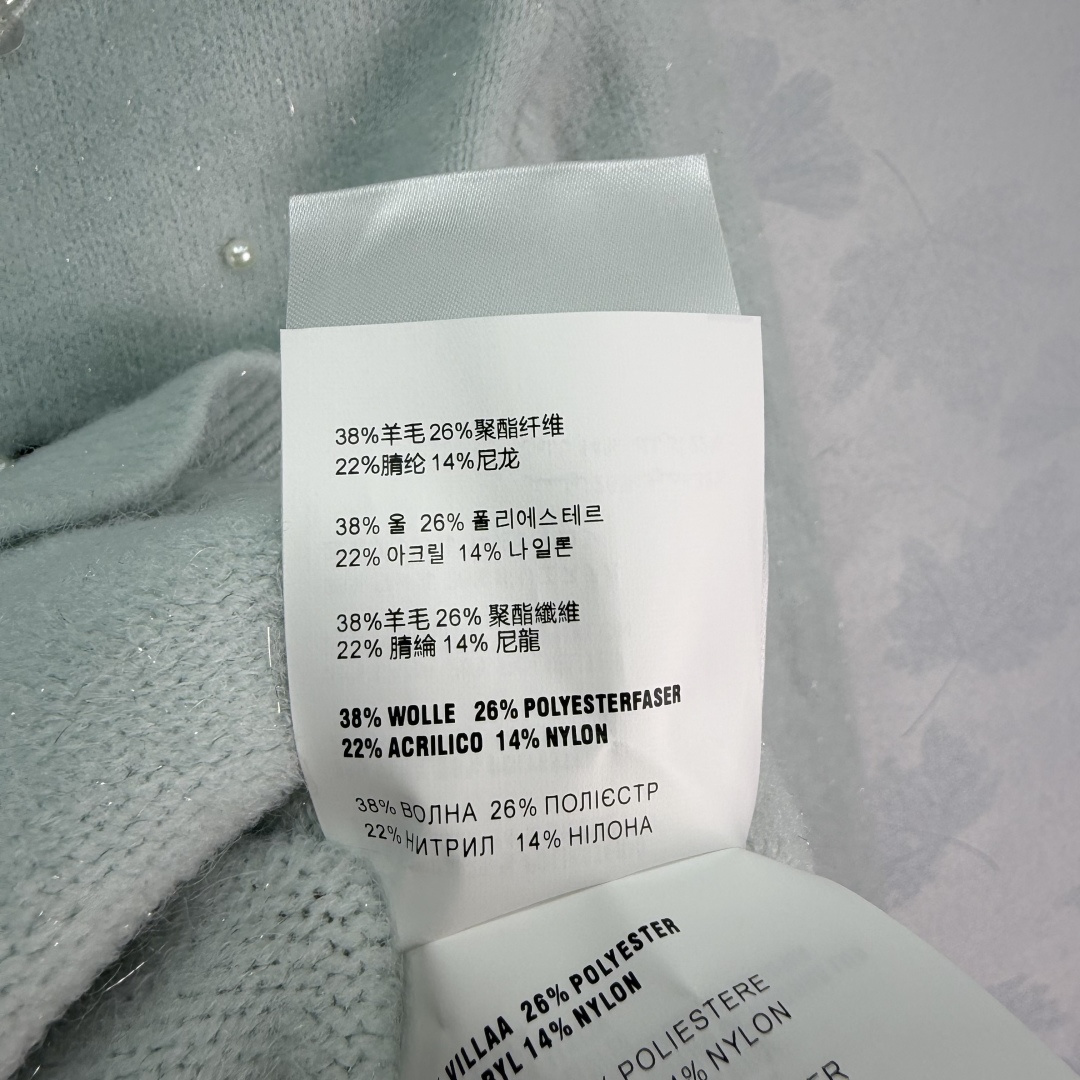 38%羊毛 26%聚酯纤维
22%腈纶 14%尼龙
38% 울 26% 폴리에스테르
22% 아크릴 14% 나일론
38%羊毛 26% 聚酯纖維
22% 腈綸 14% 尼龍
38% WOLLE 26% POLYESTERFASER
22% ACRILICO 14% NYLON
38% ВОЛНА 26% ПОЛІЄСТР
22% НИТРИЛ 14% НІЛОНА
VILLAA 26% POLYESTER
RYL 14% NYLON
% POLIESTERE
% NYLON
ER